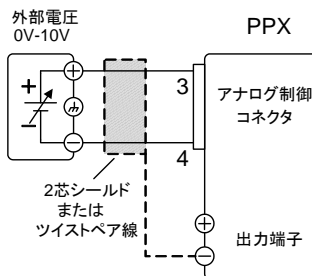 外部電圧
0V-10V
PPX
3
アナログ制御
コネクタ
4
2芯シールド
または
ツイストペア線
出力端子